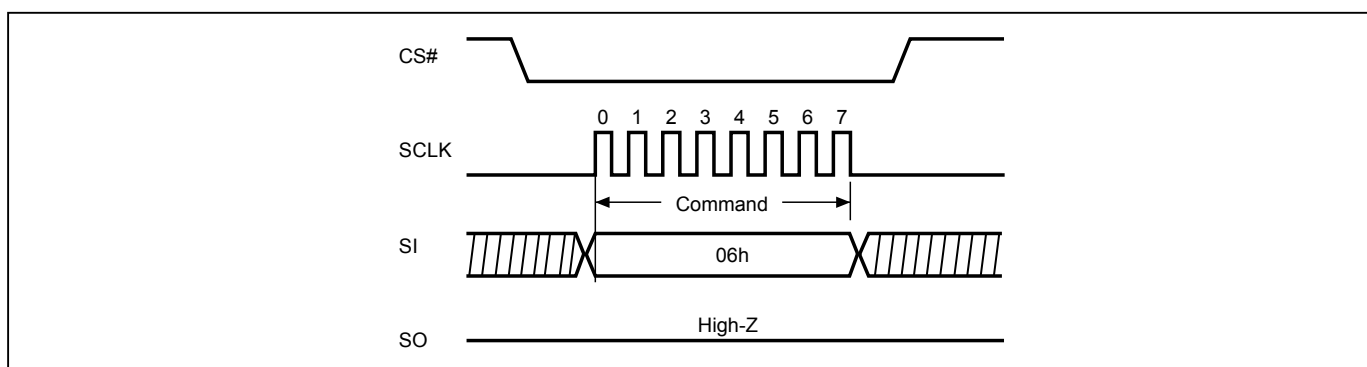 CS#
0 1 2 3 4 5 6 7
SCLK
Command
SI
06h
High-Z
SO